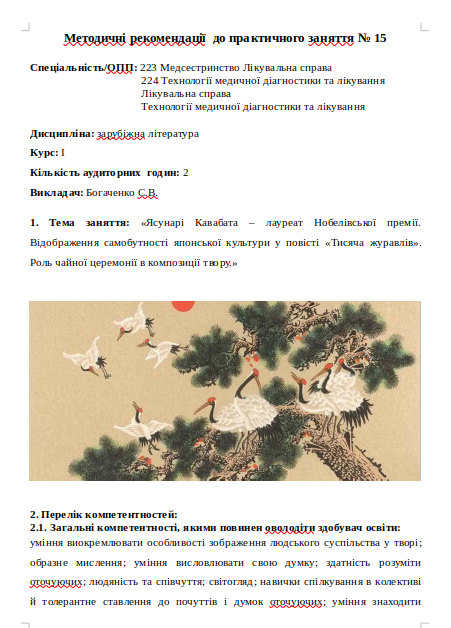 Методичні рекомендації до практичного заняття № 15
Спеціальність/ОПП: 223 Медсестринство Лікувальна справа
224 Технології медичної діагностики та лікування
Лікувальна справа
Технології медичної діагностики та лікування
Дисципліна: зарубіжна література
Курс: І
Кількість аудиторних годин: 2
Викладач: Богаченко С.В.
1. Тема заняття: «Ясунарі Кавабата – лауреат Нобелівської премії.
Відображення самобутності японської культури у повісті «Тисяча журавлів».
Роль чайної церемонії в композиції твору.»
2. Перелік компетентностей:
2.1. Загальні компетентності, якими повинен оволодіти здобувач освіти:
уміння виокремлювати особливості зображення людського суспільства у творі;
образне мислення; уміння висловлювати свою думку; здатність розуміти
оточуючих; людяність та співчуття; світогляд; навички спілкування в колективі
й толерантне ставлення до почуттів і думок оточуючих; уміння знаходити